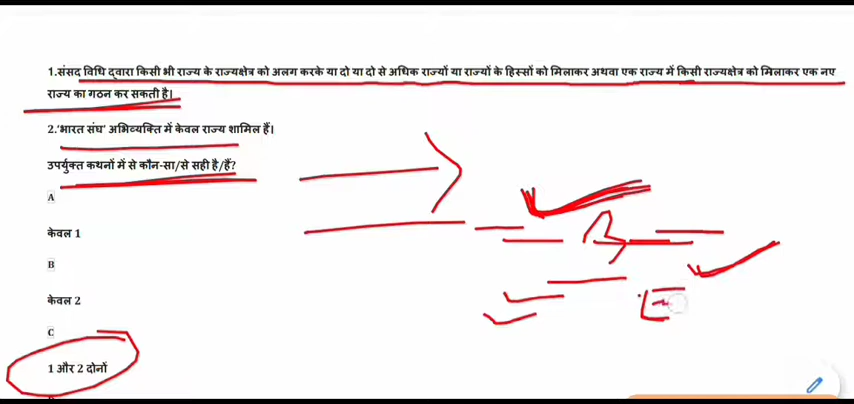 1.संसद विधि द्वारा किसी भी राज्य के राज्यक्षेत्र को अलग करके या दो या दो से अधिक राज्यों या राज्यों के हिस्सों को मिलाकर अथवा एक राज्य में किसी राज्यक्षेत्र को मिलाकर एक नए
राज्य का गठन कर सकती है।
2.'भारत संघ' अभिव्यक्ति में केवल राज्य शामिल हैं।
उपर्युक्त कथनों में से कौन-सा/से सही है/हैं?
A
केवल 1
B
केवल 2
C
1 और 2 दोनों